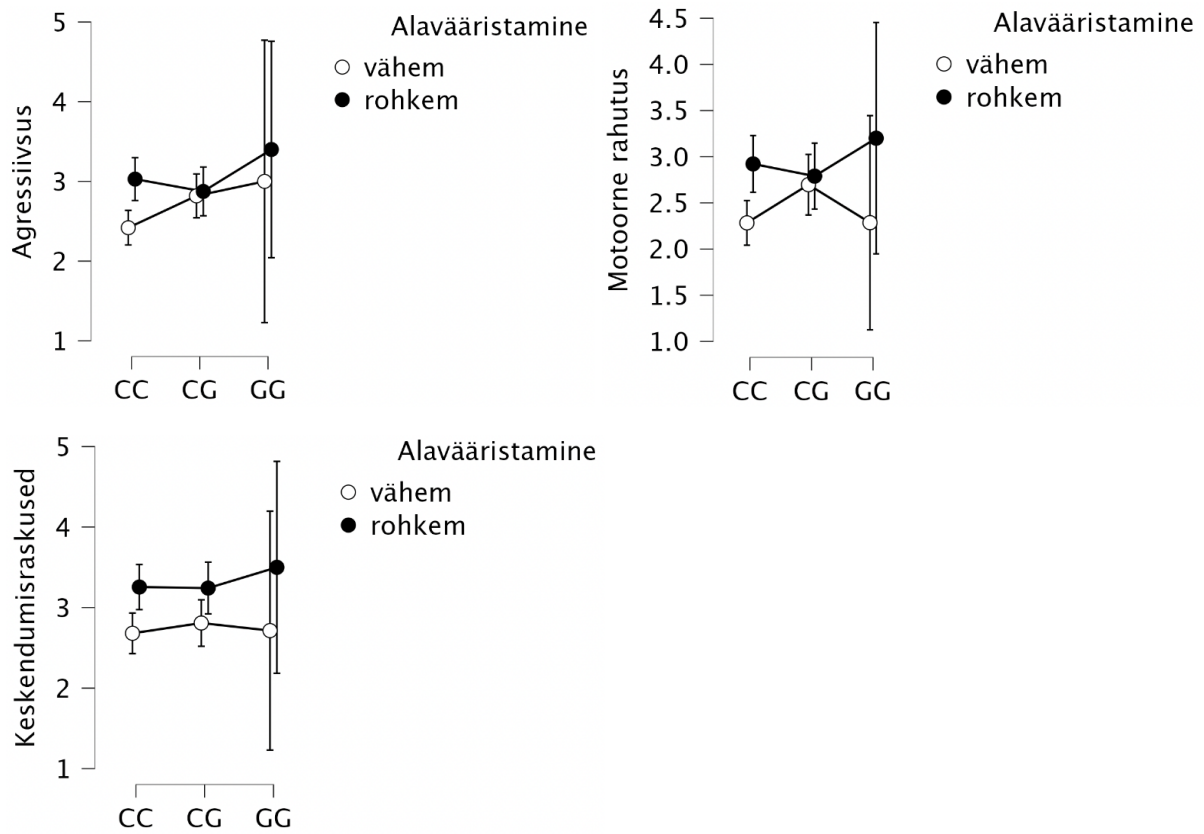 Agressiivsus
5
4
3
2
1
CC CG GG
Alavääristamine
vähem
rohkem
Motoorne rahutus
4.5
4.0
3.5
3.0
2.5
2.0
1.5
1.0
CC CG GG
Alavääristamine
vähem
rohkem
Keskendumisraskused
5
4
3
2
1
CC CG GG
Alavääristamine
vähem
rohkem